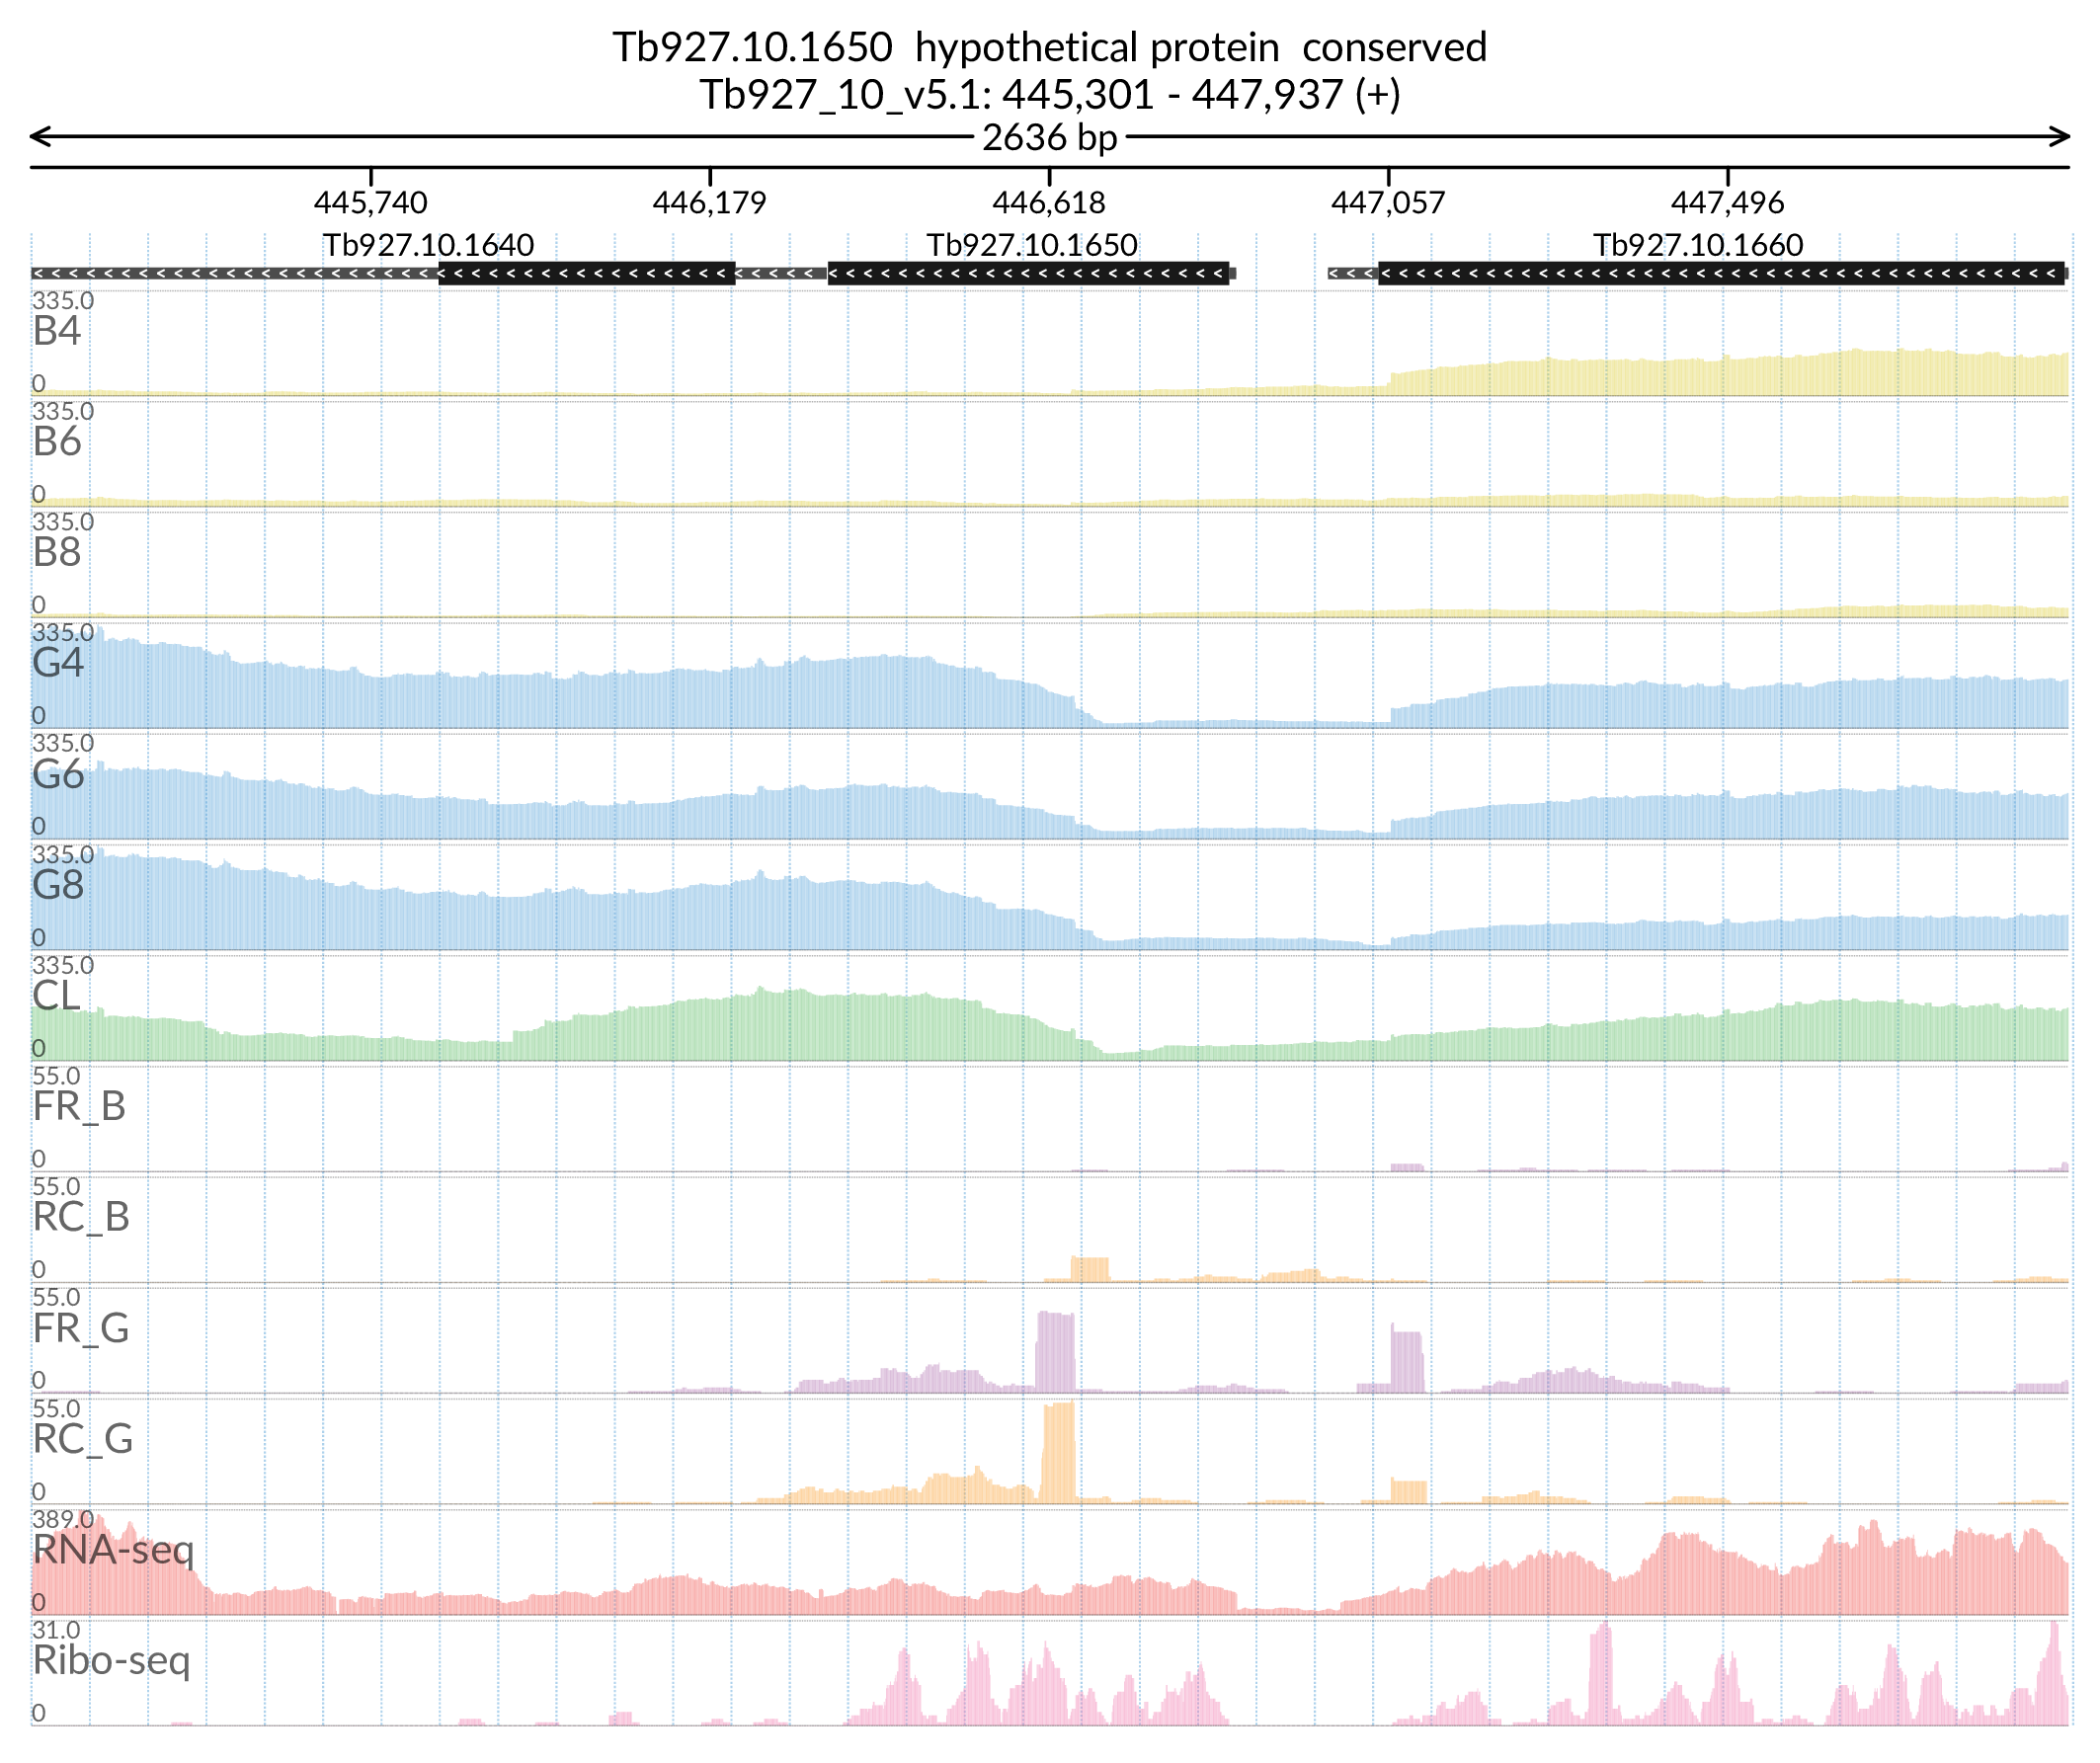 Tb927.10.1650 hypothetical protein conserved
Tb927_10_v5.1: 445,301 - 447,937 (+)
2636 bp
445,740 446,179 446,618 447,057 447,496
Tb927.10.1640 Tb927.10.1650 Tb927.10.1660
335.0
B4
0
335.0
B6
0
335.0
B8
0
335.0
G4
0
335.0
G6
0
335.0
G8
0
335.0
CL
0
55.0
FR_B
0
55.0
RC_B
0
55.0
FR_G
0
55.0
RC_G
0
389.0
RNA-seq
0
31.0
Ribo-seq
0